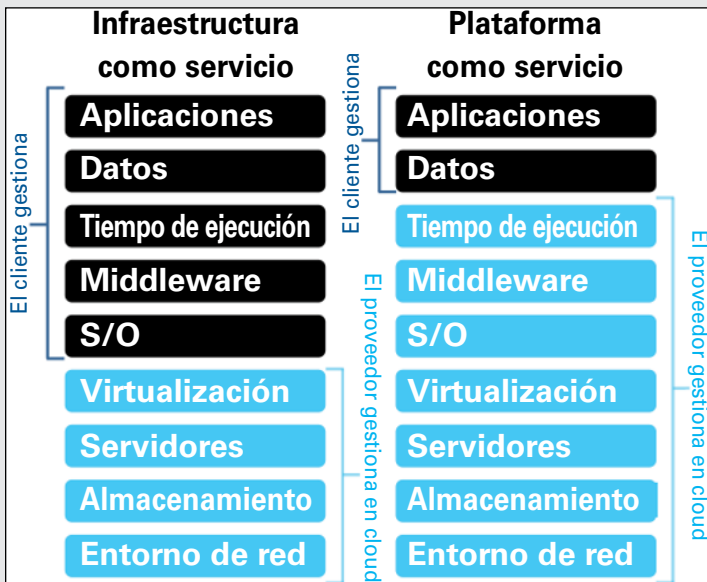 Infraestructura
como servicio
El cliente gestiona
Aplicaciones
Datos
Tiempo de ejecución
Middleware
S/O
Virtualización
Servidores
Almacenamiento
Entorno de red
El proveedor gestiona en cloud
Plataforma
como servicio
El cliente gestiona
Aplicaciones
Datos
Tiempo de ejecución
Middleware
S/O
Virtualización
Servidores
Almacenamiento
Entorno de red
El proveedor gestiona en cloud